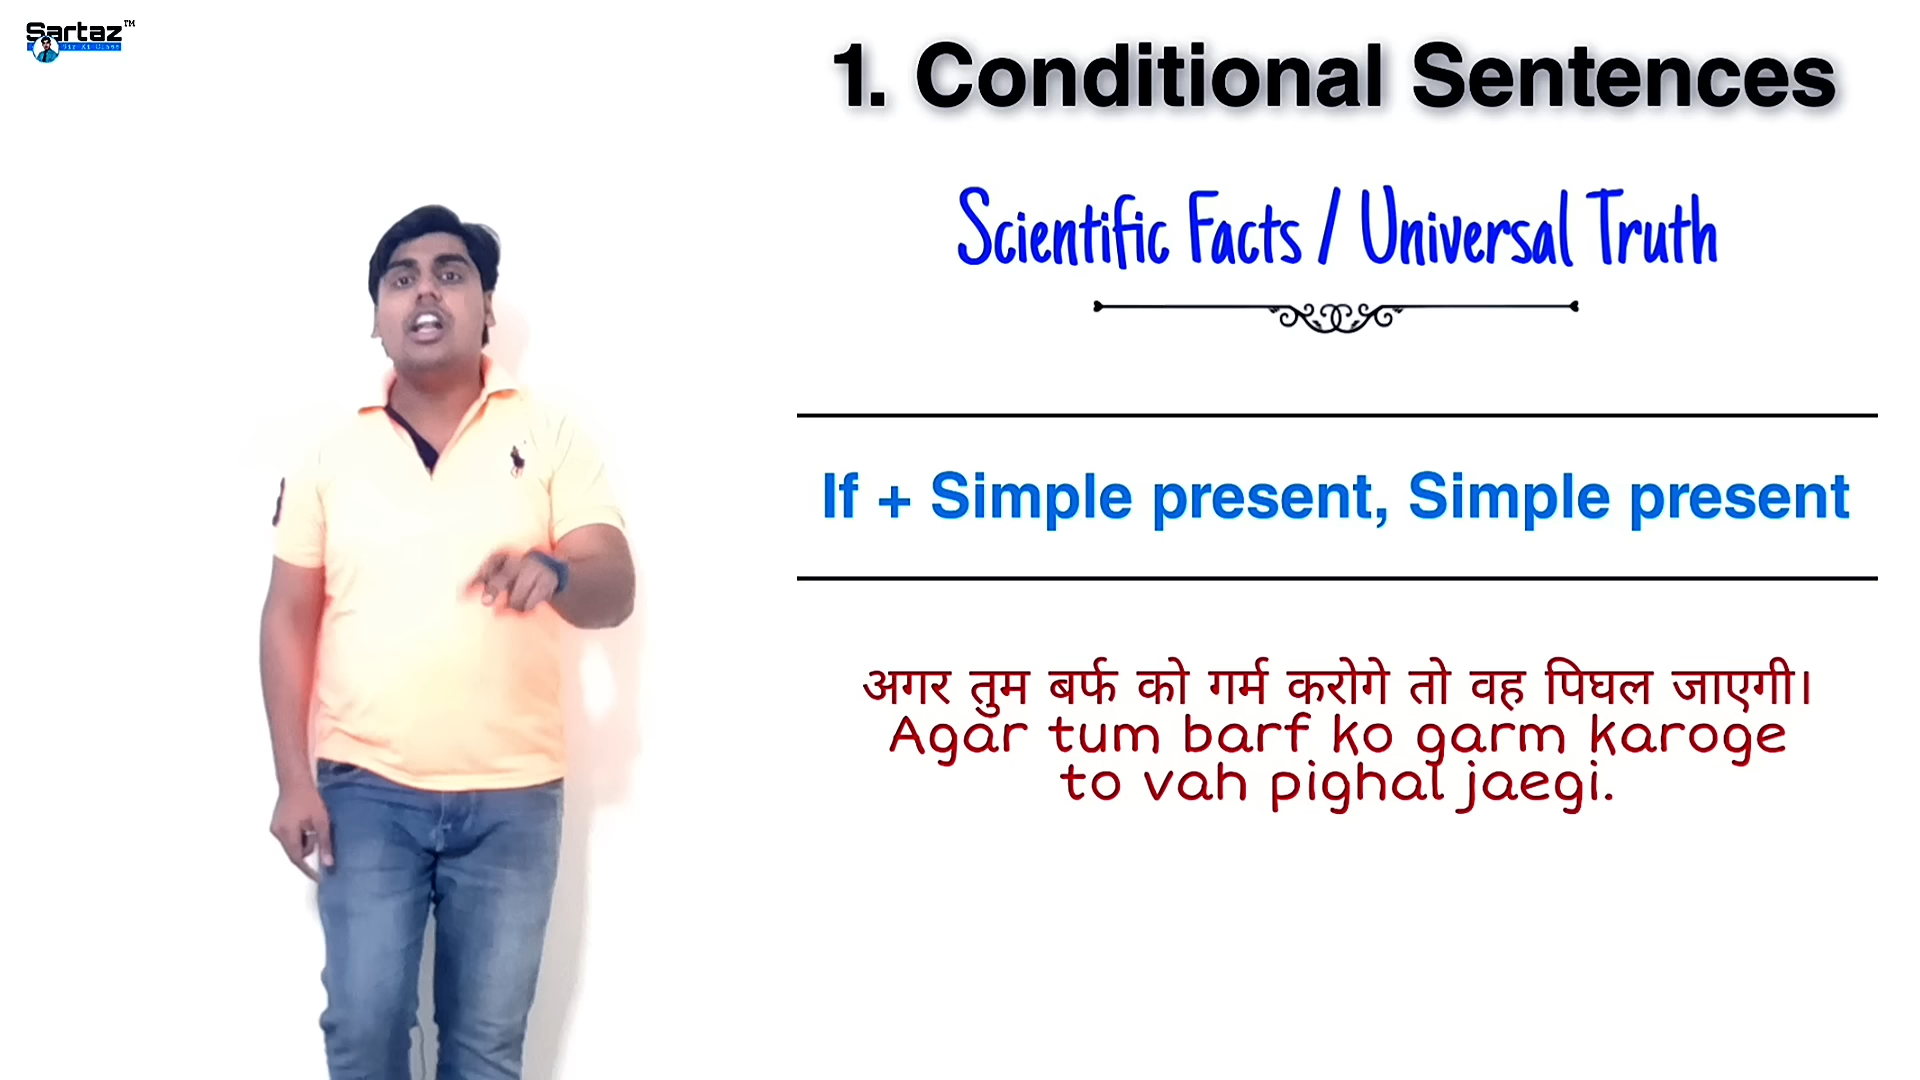 Sartaz™
1. Conditional Sentences
Scientific Facts / Universal Truth
If + Simple present, Simple present
अगर तुम बर्फ को गर्म करोगे तो वह पिघल जाएगी।
Agar tum barf ko garm karoge
to vah pighal jaegi.